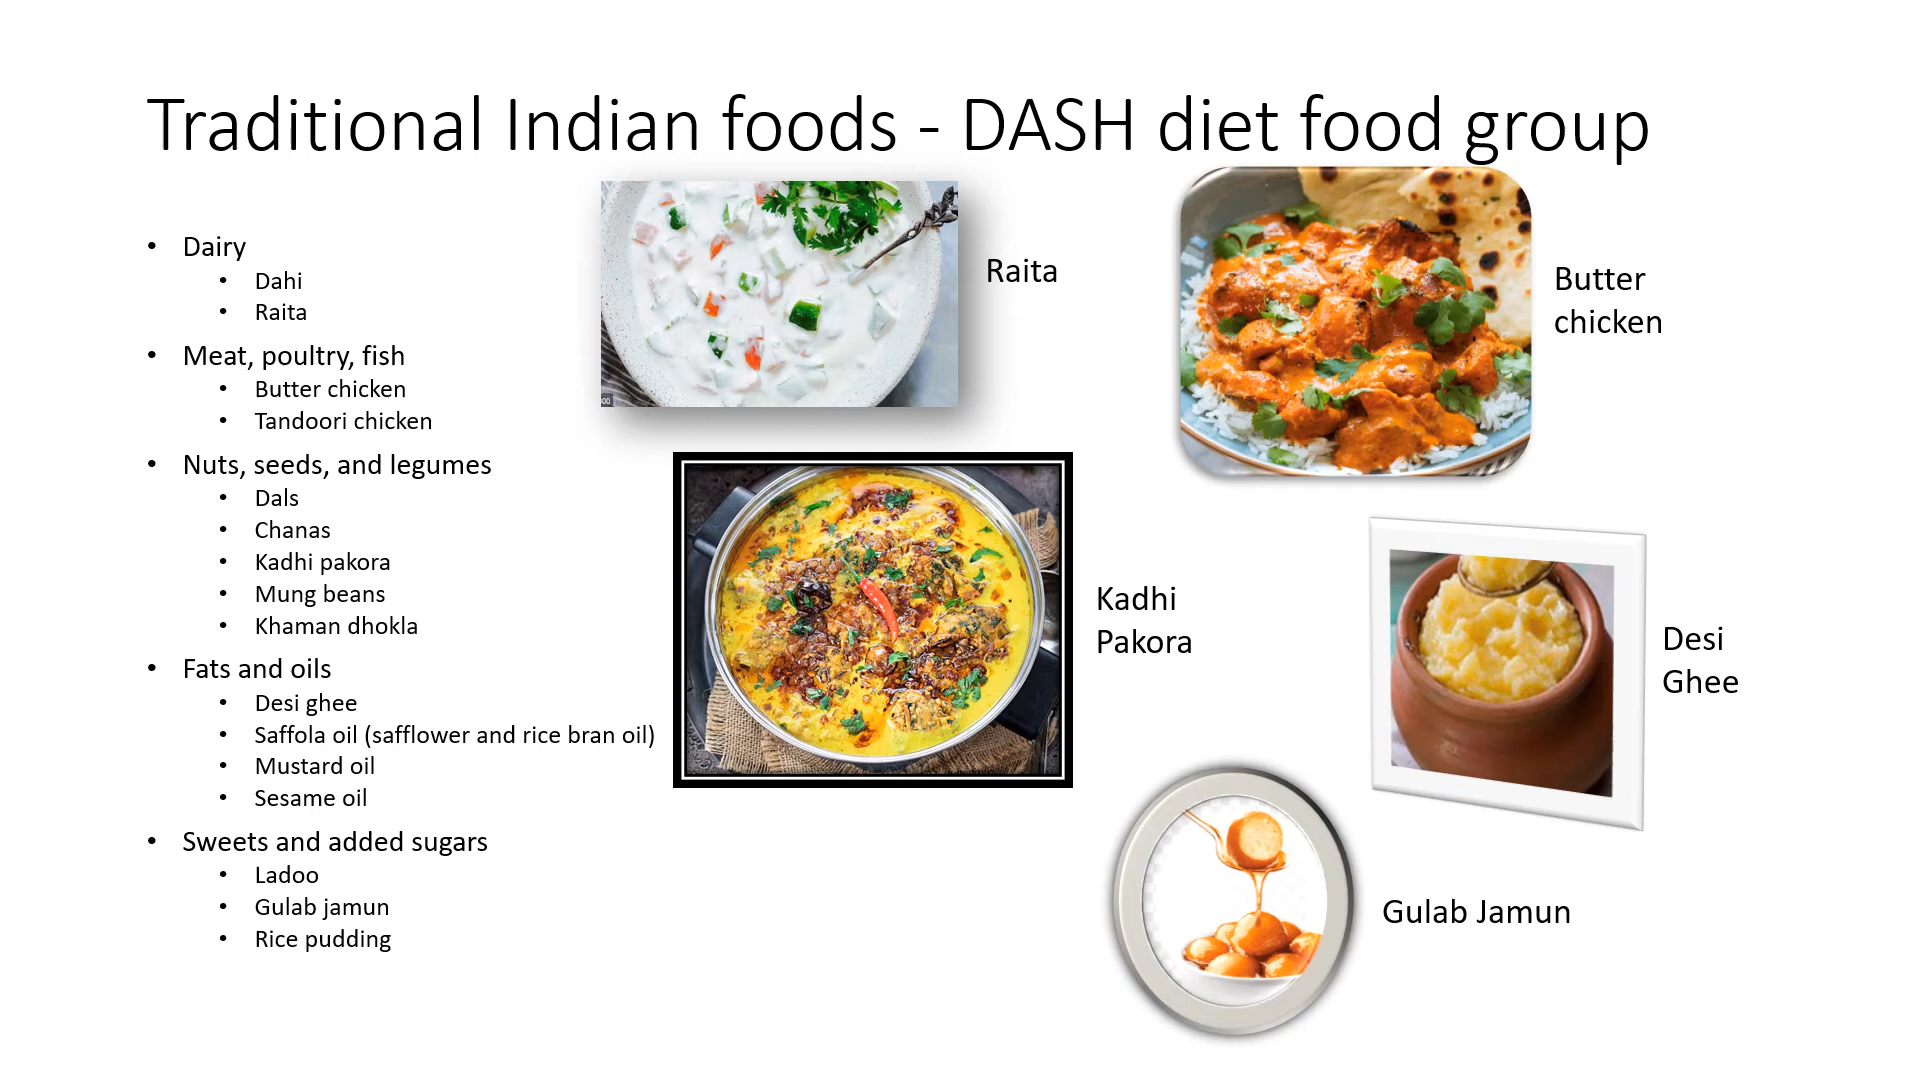 Traditional Indian foods - DASH diet food group
• Dairy
• Dahi
• Raita
• Meat, poultry, fish
• Butter chicken
• Tandoori chicken
• Nuts, seeds, and legumes
• Dals
• Chanas
• Kadhi pakora
• Mung beans
• Khaman dhokla
• Fats and oils
• Desi ghee
• Saffola oil (safflower and rice bran oil)
• Mustard oil
• Sesame oil
• Sweets and added sugars
• Ladoo
• Gulab jamun
• Rice pudding
Raita
Butter
chicken
Kadhi
Pakora
Desi
Ghee
Gulab Jamun